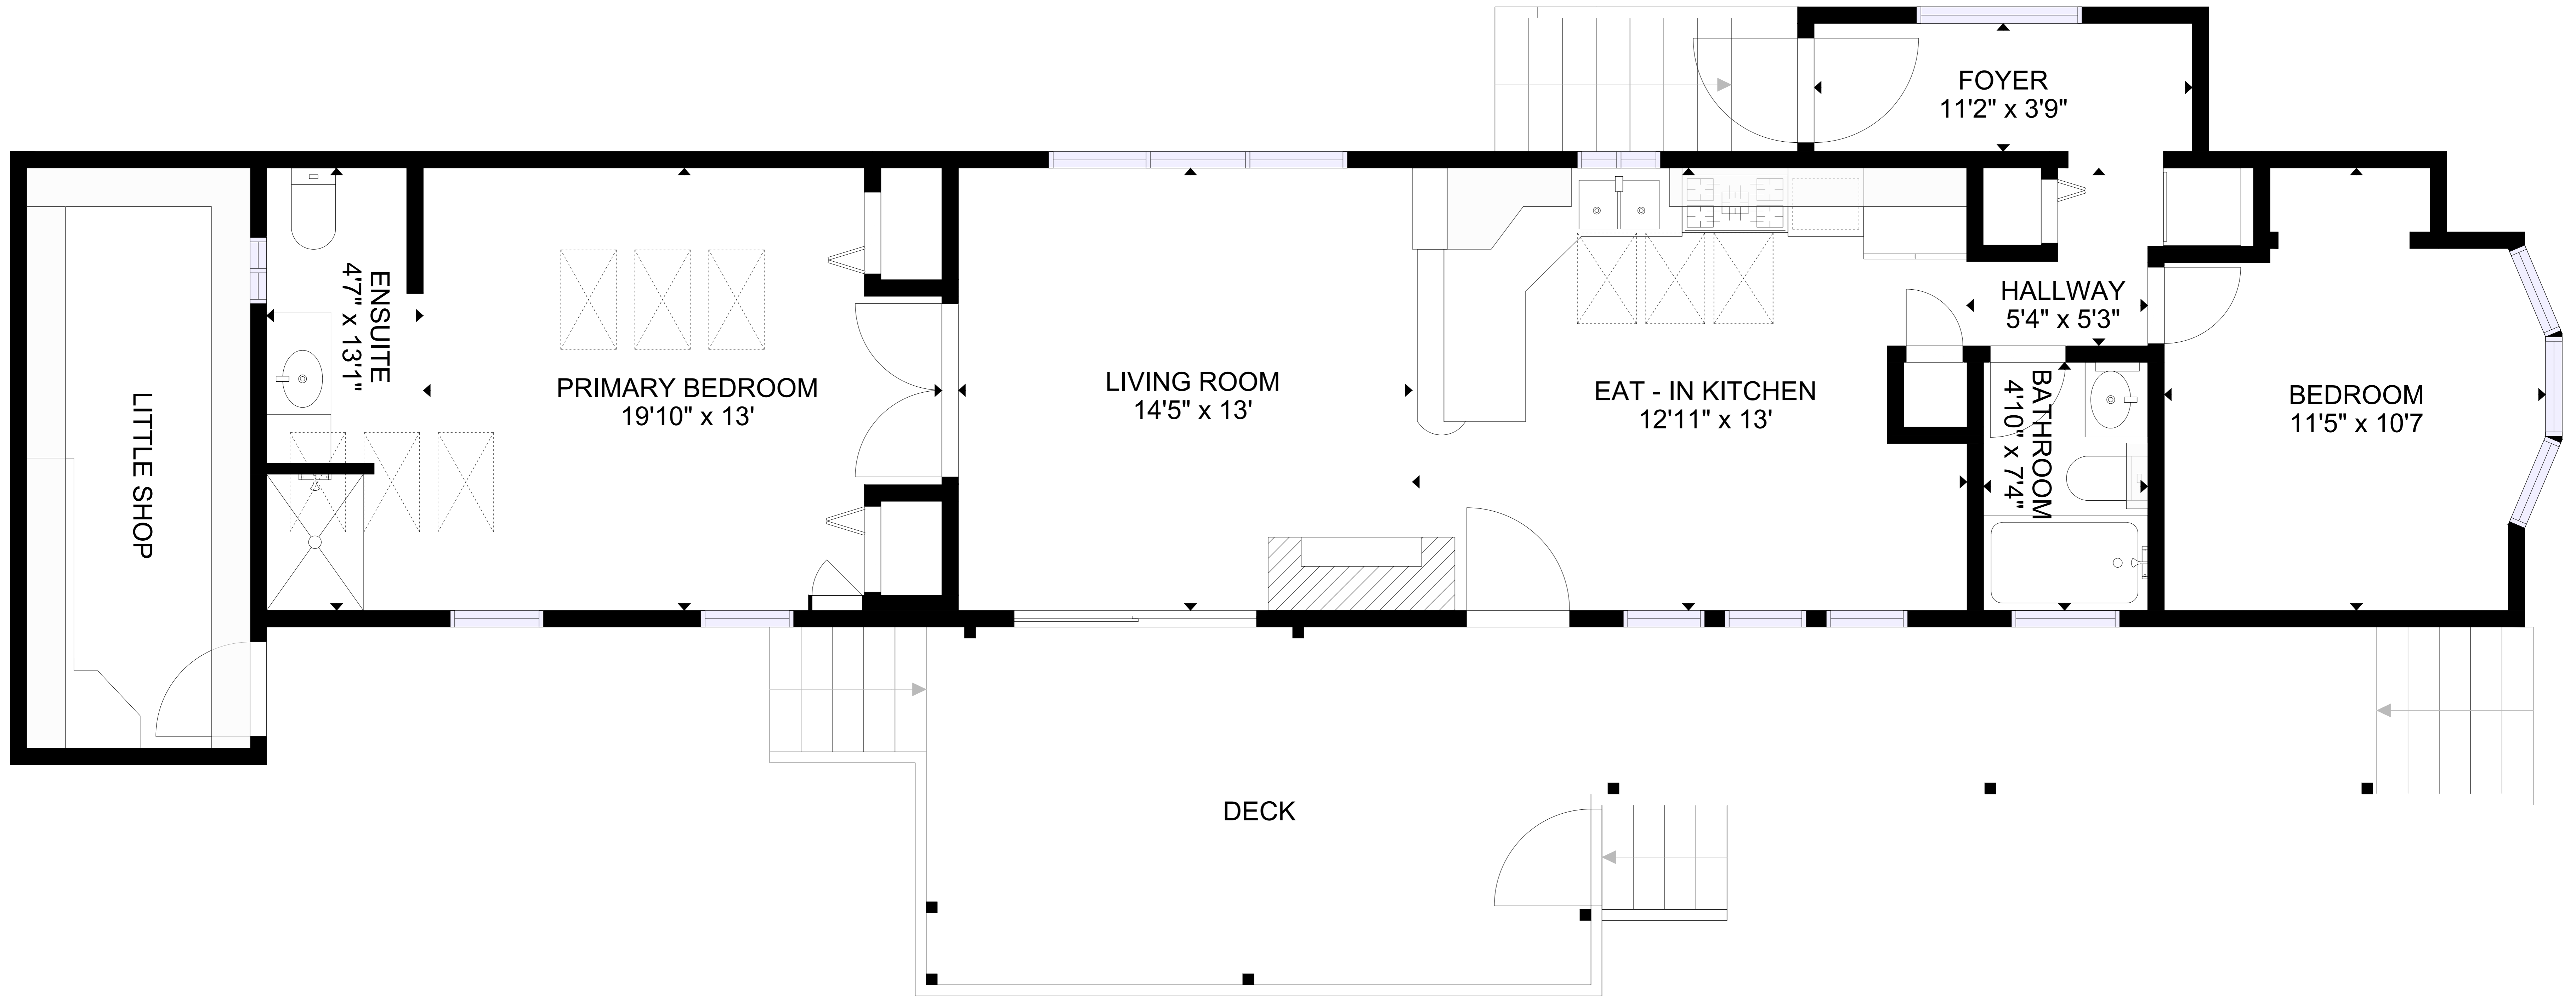 FOYER
11'2" x 3'9"
ENSUITE
4'7" x 13'1"
HALLWAY
5'4" x 5'3"
LITTLE SHOP
PRIMARY BEDROOM
19'10" x 13'
LIVING ROOM
14'5" x 13'
EAT - IN KITCHEN
12'11" x 13'
BATHROOM
4'10" x 7'4"
BEDROOM
11'5" x 10'7
DECK